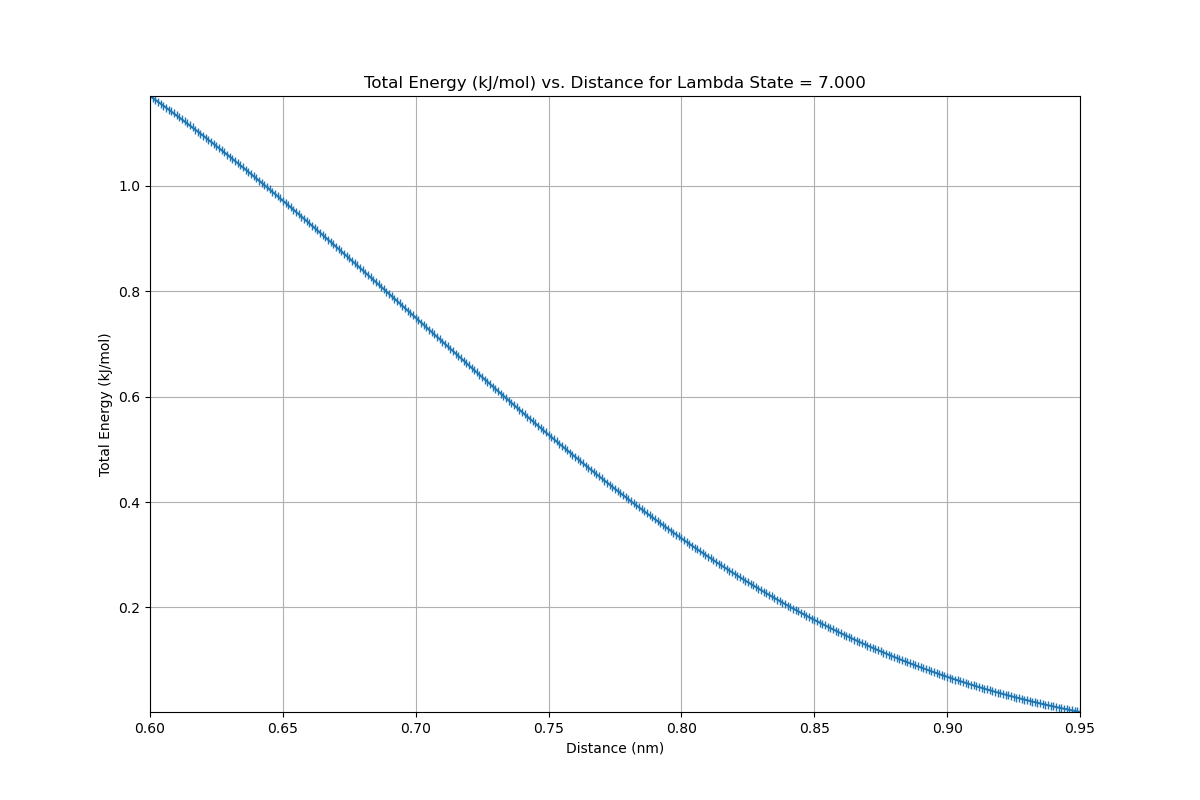 Total Energy (kJ/mol) vs. Distance for Lambda State = 7.000
1.0
0.8
0.6
0.4
0.2
Total Energy (kJ/mol)
0.60 0.65 0.70 0.75 0.80 0.85 0.90 0.95
Distance (nm)